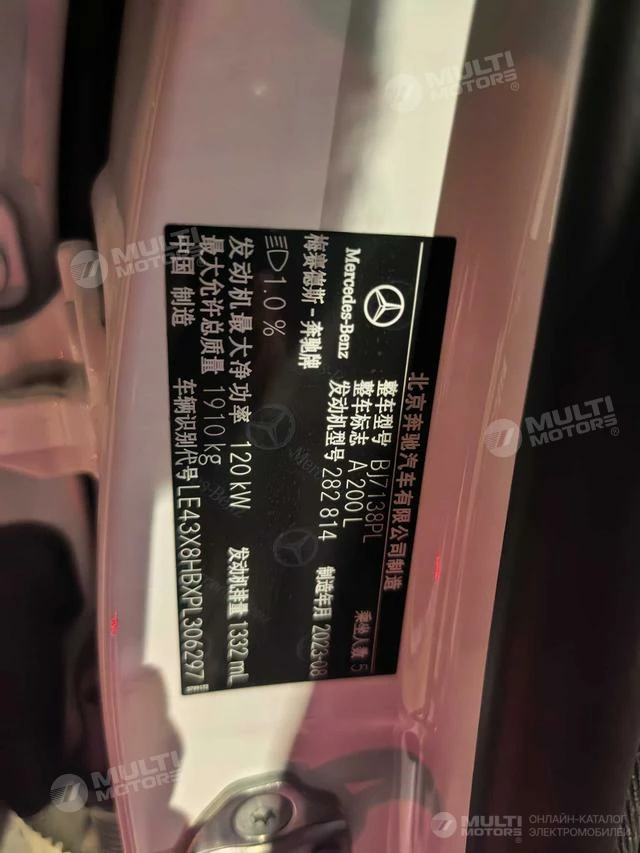 北京奔驰汽车有限公司制造
Mercedes-Benz
梅赛德斯-奔驰牌
整车型号 BJ7138PL
整车标志 A 200 L
发动机型号 282 814
乘坐人数 5
制造年月 2023-08
1.0 %
发动机最大净功率 120 kW
发动机排量 1332 mL
最大允许总质量 1910 kg
中国 制造
车辆识别代号 LE43X8HBXPL306297
MULTI MOTORS®
MULTI MOTORS®
MULTI MOTORS®
MULTI MOTORS®
MULTI MOTORS®
ОНЛАЙН-КАТАЛОГ
ЭЛЕКТРОМОБИЛЕЙ